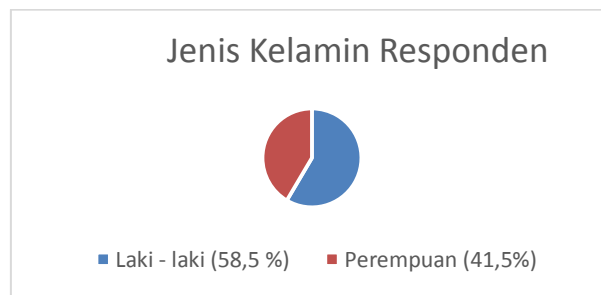 Jenis Kelamin Responden
Laki - laki (58,5 %) Perempuan (41,5%)